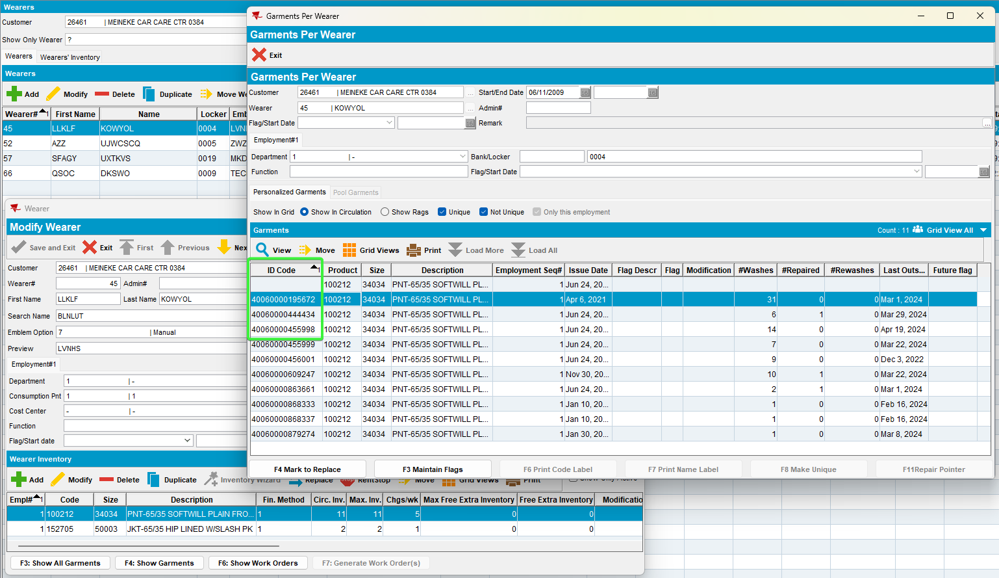 Wearers
Customer 26461 | MEINEKE CAR CARE CTR 0384
Show Only Wearer ?
Wearers Wearers' Inventory
Wearers
Add Modify Delete Duplicate Move We
Wearer# 1 First Name Name Locker Emb
45 LLKLF KOWYOL 0004 LVNH
52 AZZ UJWCSCQ 0005 ZWZ
57 SFAGY UXTKVS 0019 MKD
66 QSOC DKSWO 0009 TEC
Wearer
Modify Wearer
Save and Exit Exit First Previous Nex
Customer 26461 | MEINEKE CAR CARE CTR 0384
Wearer# 45 Admin#
First Name LLKLF Last Name KOWYOL
Search Name BLNLUT
Emblem Option 7 | Manual
Preview LVNHS
Employment#1
Department 1 | -
Consumption Pnt 1 | 1
Cost Center - | -
Function
Flag/Start date
Wearer Inventory
Add Modify Delete Duplicate Inventory Wizard Replace RentStop Move Grid Views Print Show Only Active
Empl# 1 Code Size Description Fin. Method Circ. Inv. Max. Inv. Chgs/wk Max Free Extra Inventory Free Extra Inventory Modificatio
1 100212 34034 PNT-65/35 SOFTWILL PLAIN FRO... 1 11 11 5 0 0
1 152705 50003 JKT-65/35 HIP LINED W/SLASH PK 1 2 2 1 0 0
F3: Show All Garments F4: Show Garments F6: Show Work Orders F7: Generate Work Order(s)
Garments Per Wearer
Garments Per Wearer
Exit
Garments Per Wearer
Customer 26461 | MEINEKE CAR CARE CTR 0384 ... Start/End Date 06/11/2009 16 16
Wearer 45 | KOWYOL ... Admin#
Flag/Start Date 16 Remark ...
Employment#1
Department 1 | - Bank/Locker 0004
Function Flag/Start Date 16
Personalized Garments Pool Garments
Show In Grid Show In Circulation Show Rags Unique Not Unique Only this employment
Garments Count : 11 Grid View All
View Move Grid Views Print Load More Load All
ID Code 1 Product Size Description Employment Seq# Issue Date Flag Descr Flag Modification #Washes #Repaired #Rewashes Last Outs... Future flag
100212 34034 PNT-65/35 SOFTWILL PL... 1 Jun 24, 20...
40060000195672 100212 34034 PNT-65/35 SOFTWILL PL... 1 Apr 6, 2021 31 0 0 Mar 1, 2024
40060000444434 100212 34034 PNT-65/35 SOFTWILL PL... 1 Jun 24, 20... 6 1 0 Mar 29, 2024
40060000455998 100212 34034 PNT-65/35 SOFTWILL PL... 1 Jun 24, 20... 14 0 0 Apr 19, 2024
40060000455999 100212 34034 PNT-65/35 SOFTWILL PL... 1 Jun 24, 20... 7 0 0 Mar 22, 2024
40060000456001 100212 34034 PNT-65/35 SOFTWILL PL... 1 Jun 24, 20... 9 0 0 Dec 3, 2022
40060000609247 100212 34034 PNT-65/35 SOFTWILL PL... 1 Nov 30, 20... 10 1 0 Mar 22, 2024
40060000863661 100212 34034 PNT-65/35 SOFTWILL PL... 1 Jun 24, 20... 2 1 0 Mar 1, 2024
40060000868333 100212 34034 PNT-65/35 SOFTWILL PL... 1 Jan 10, 20... 1 0 0 Feb 16, 2024
40060000868337 100212 34034 PNT-65/35 SOFTWILL PL... 1 Jan 10, 20... 1 0 0 Feb 16, 2024
40060000879274 100212 34034 PNT-65/35 SOFTWILL PL... 1 Jan 30, 20... 1 0 0 Mar 8, 2024
F4 Mark to Replace F3 Maintain Flags F6 Print Code Label F7 Print Name Label F8 Make Unique F11Repair Pointer